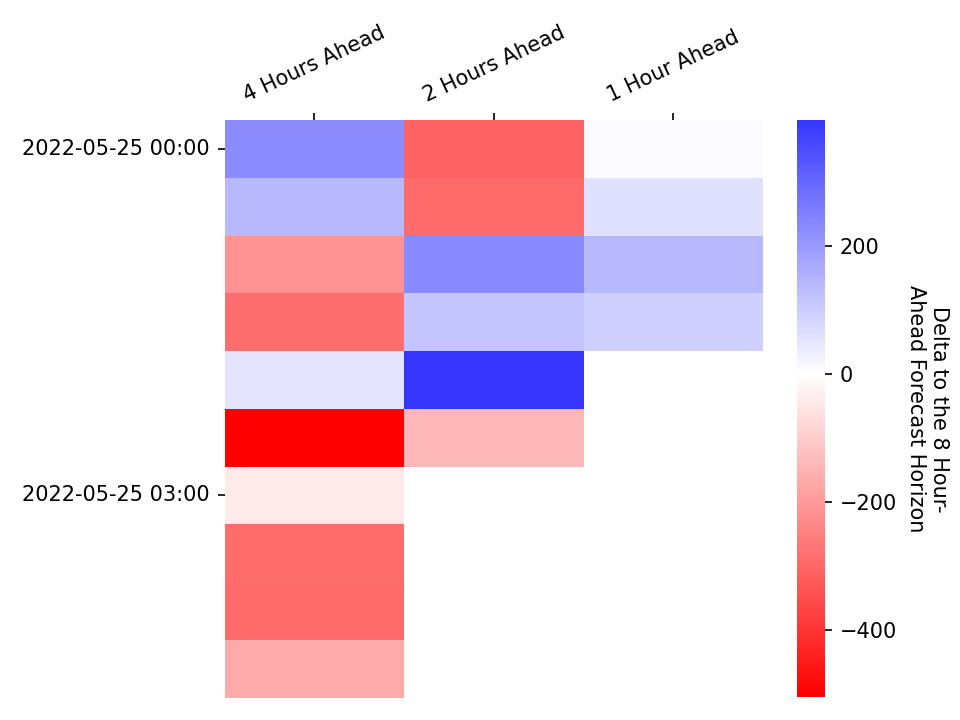 4 Hours Ahead
2 Hours Ahead
1 Hour Ahead
2022-05-25 00:00
2022-05-25 03:00
200
0
−200
−400
Delta to the 8 Hour-
Ahead Forecast Horizon